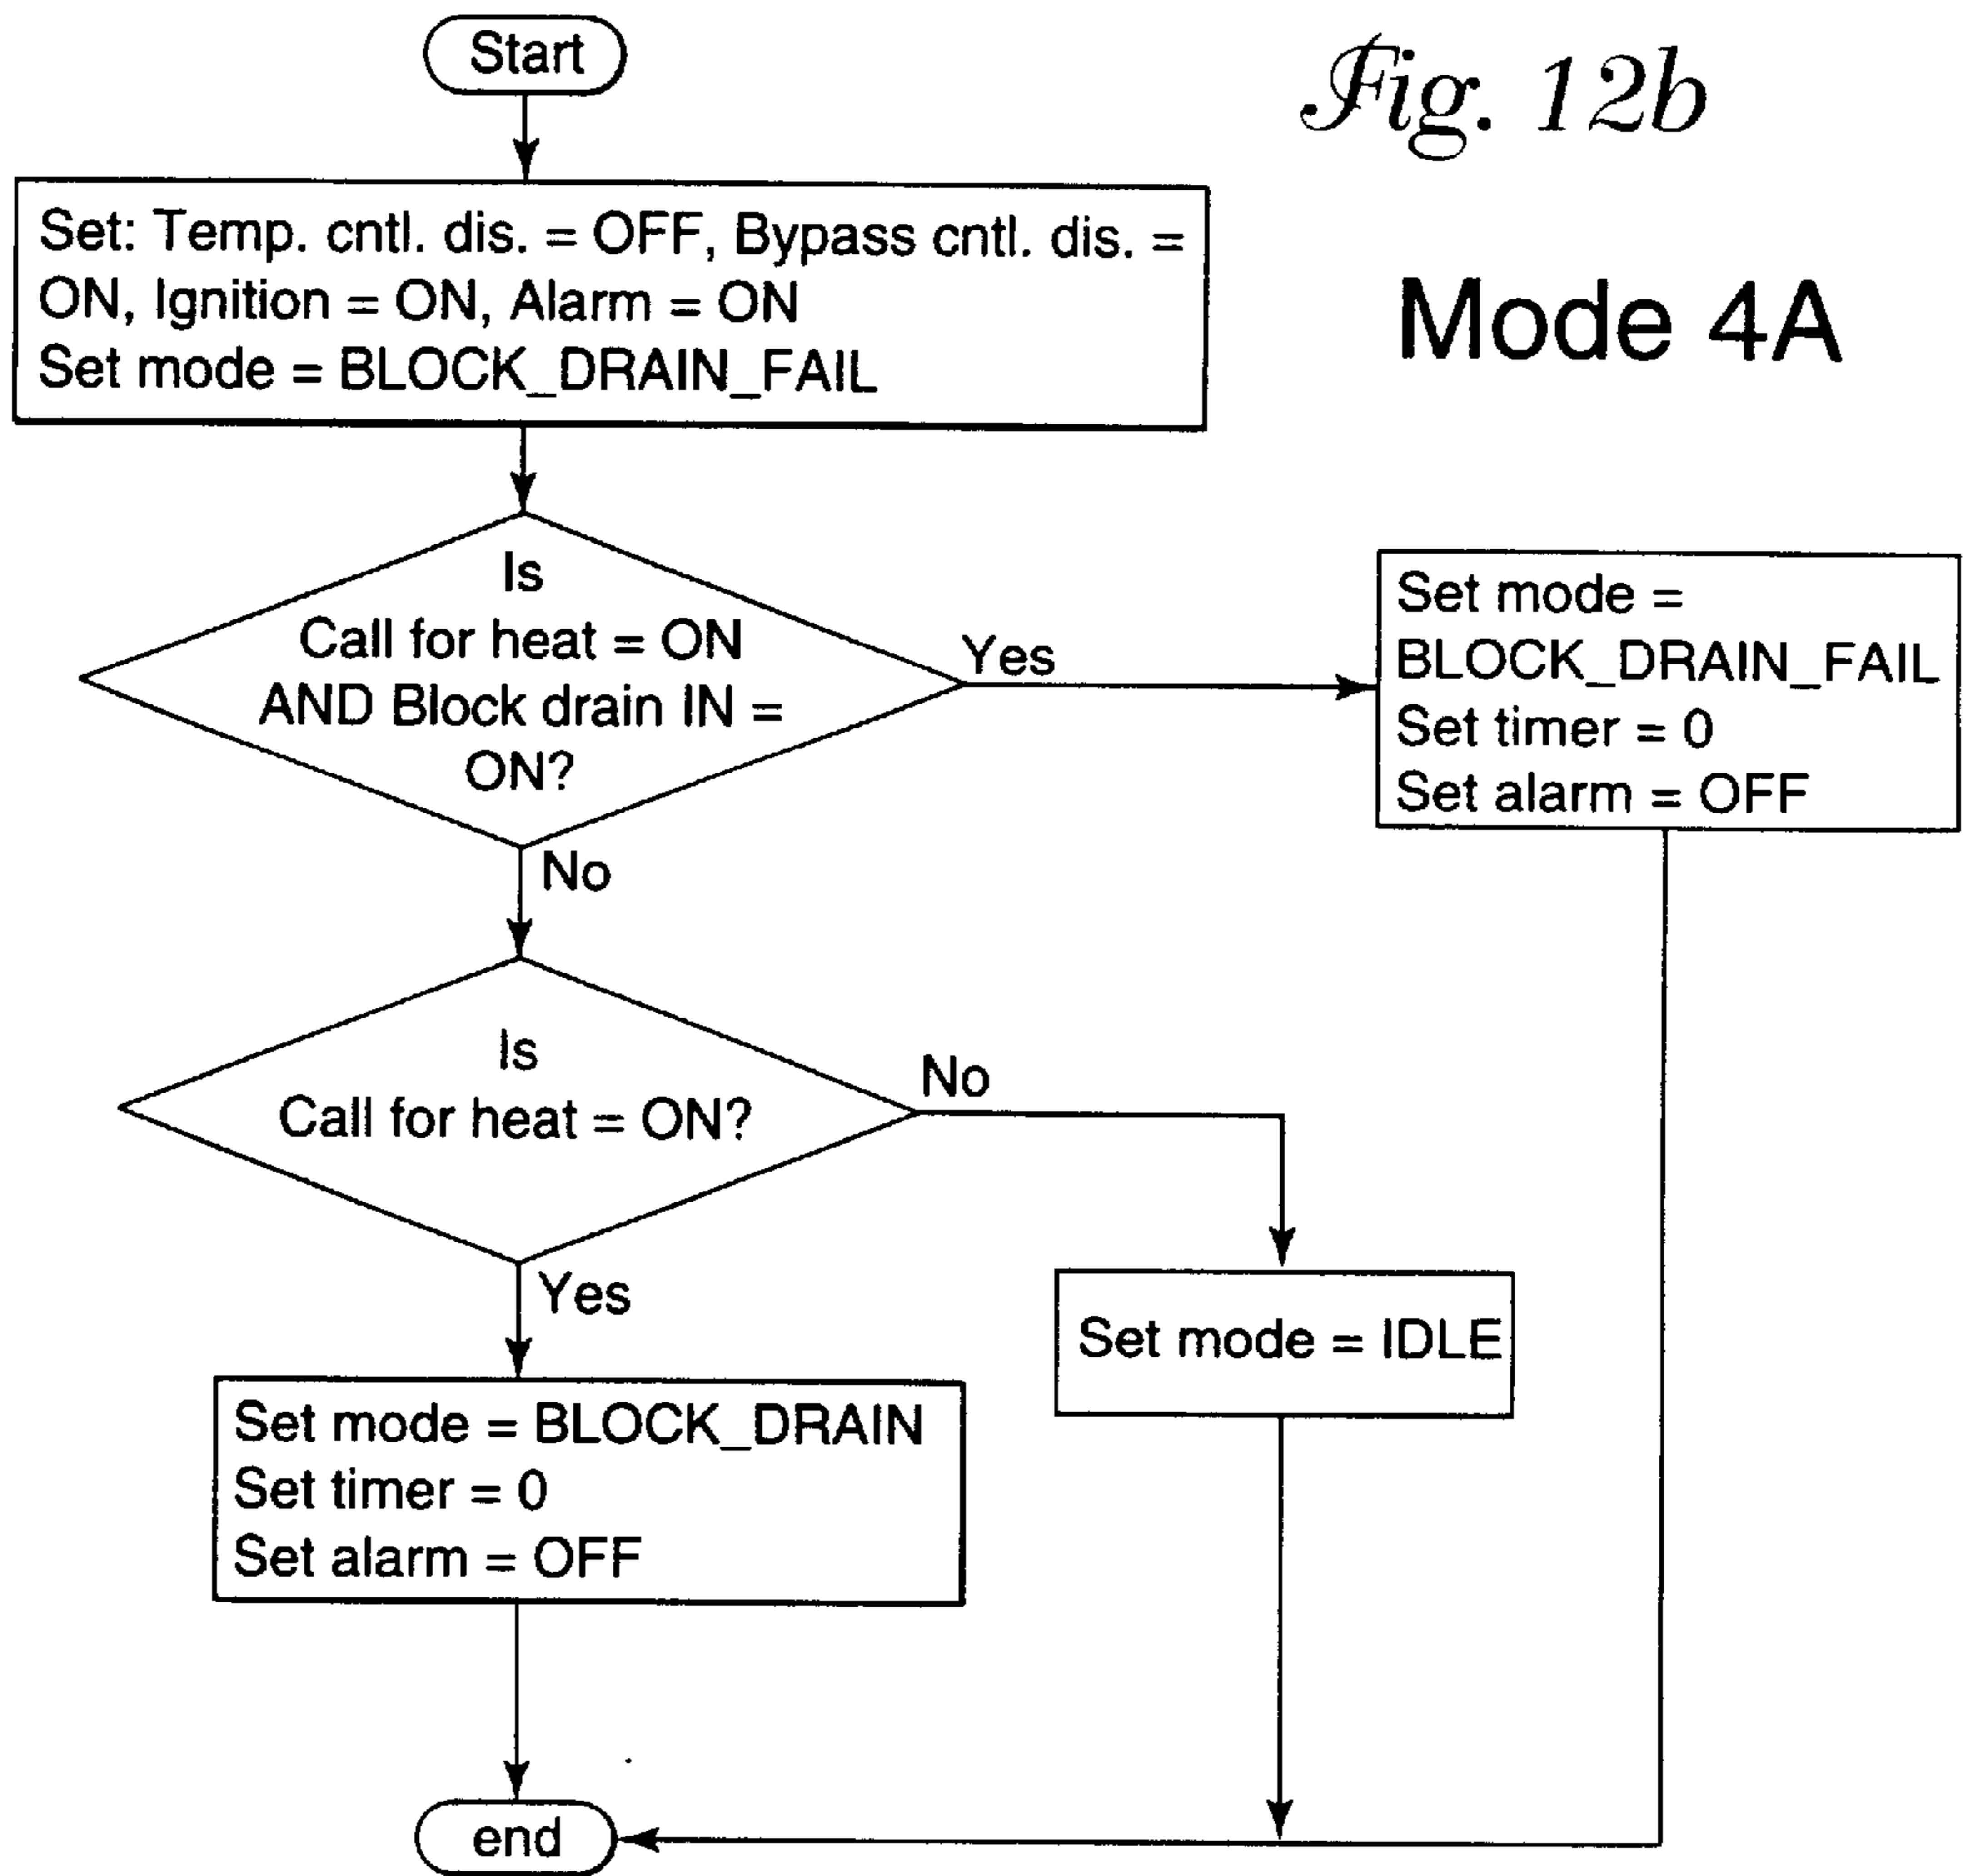 Start
Fig. 12b
Set: Temp. cntl. dis. = OFF, Bypass cntl. dis. =
ON, Ignition = ON, Alarm = ON
Set mode = BLOCK_DRAIN_FAIL
Mode 4A
Is
Call for heat = ON
AND Block drain IN =
ON?
Yes
Set mode =
BLOCK_DRAIN_FAIL
Set timer = 0
Set alarm = OFF
No
Is
Call for heat = ON?
No
Yes
Set mode = IDLE
Set mode = BLOCK_DRAIN
Set timer = 0
Set alarm = OFF
end